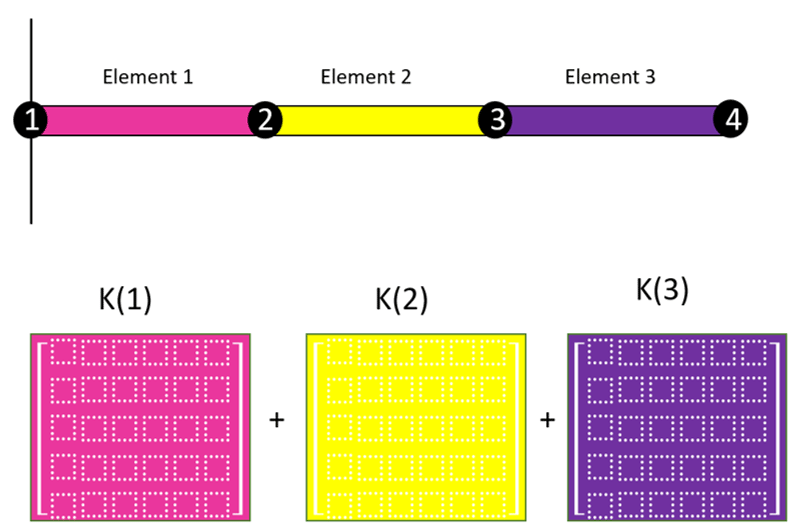 Element 1 Element 2 Element 3
1 2 3 4
K(1) K(2) K(3)
+ +